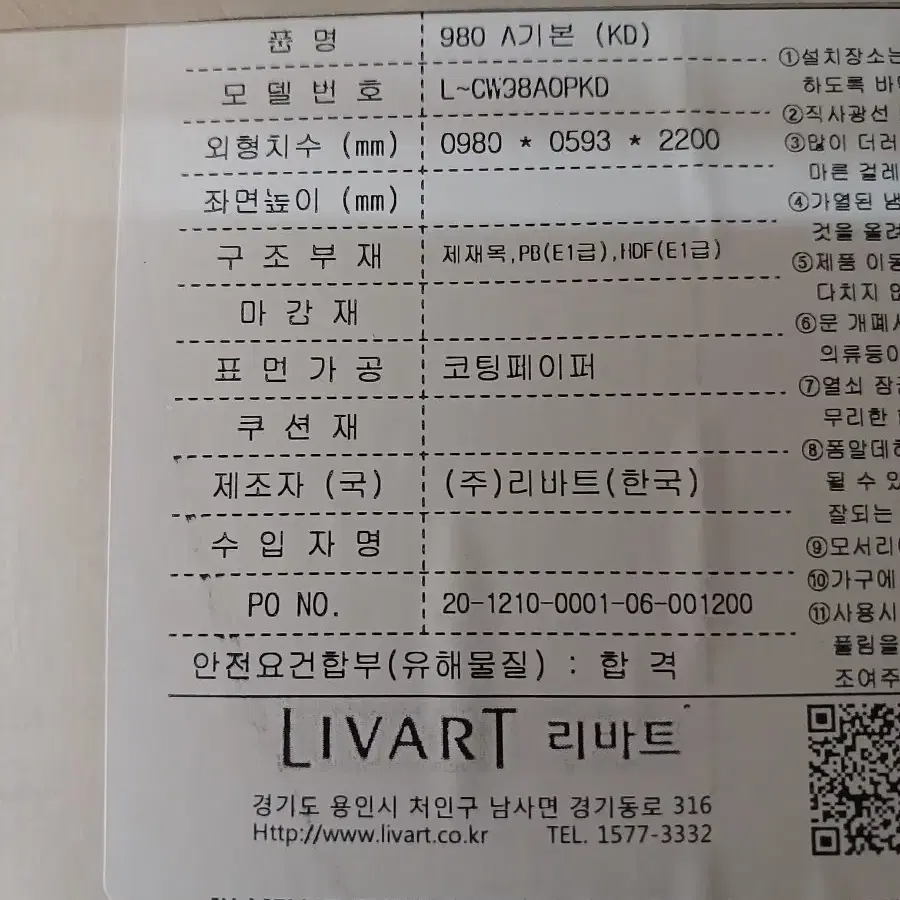 품 명 980 A기본 (KD)
모 델 번 호 L~CW98A0PKD
외형치수 (mm) 0980 * 0593 * 2200
좌면높이 (mm)
구 조 부 재 제재목,PB(E1급),HDF(E1급)
마 감 재
표 면 가 공 코팅페이퍼
쿠 션 재
제조자 (국) (주)리바트(한국)
수 입 자 명
PO NO. 20-1210-0001-06-001200
안전요건합부(유해물질) : 합 격
LIVART 리바트
경기도 용인시 처인구 남사면 경기동로 316
Http://www.livart.co.kr TEL. 1577-3332
①설치장소는
하도록
②직사광선
③많이 더러
마른 걸레
④가열된
것을 올려
⑤제품 이동
다치지
⑥문 개폐시
의류등이
⑦열쇠
무리한
⑧폼알데히
될 수
잘되는
⑨모서리
⑩가구에
⑪사용시
풀림을
조여주